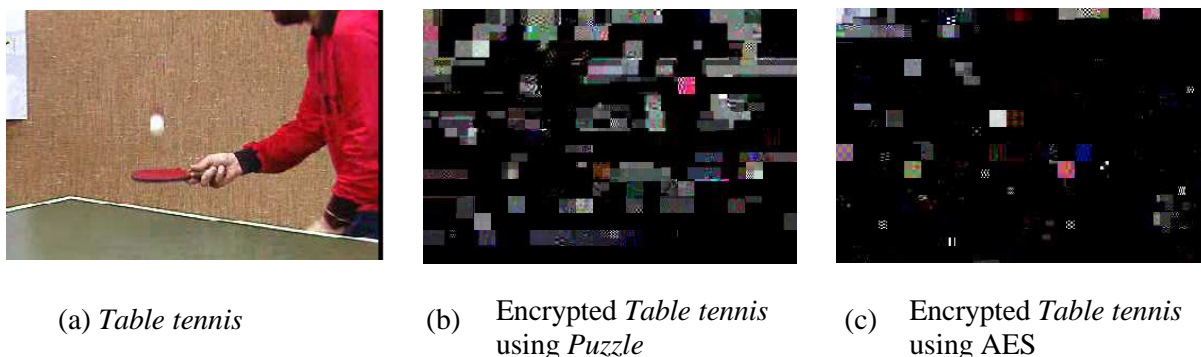 (a) Table tennis
(b) Encrypted Table tennis
using Puzzle
(c) Encrypted Table tennis
using AES